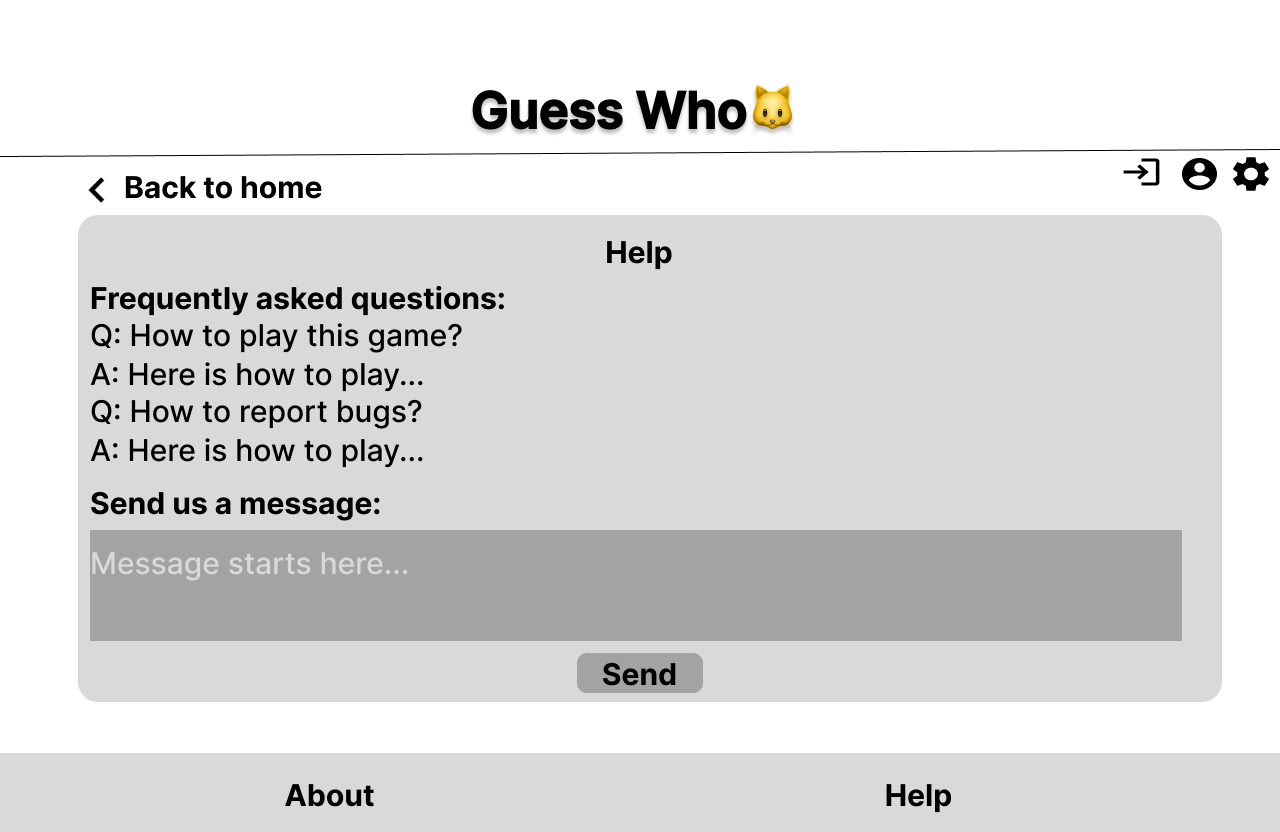 Guess Who🐱
Back to home
Help
Frequently asked questions:
Q: How to play this game?
A: Here is how to play...
Q: How to report bugs?
A: Here is how to play...
Send us a message:
Message starts here...
Send
About
Help